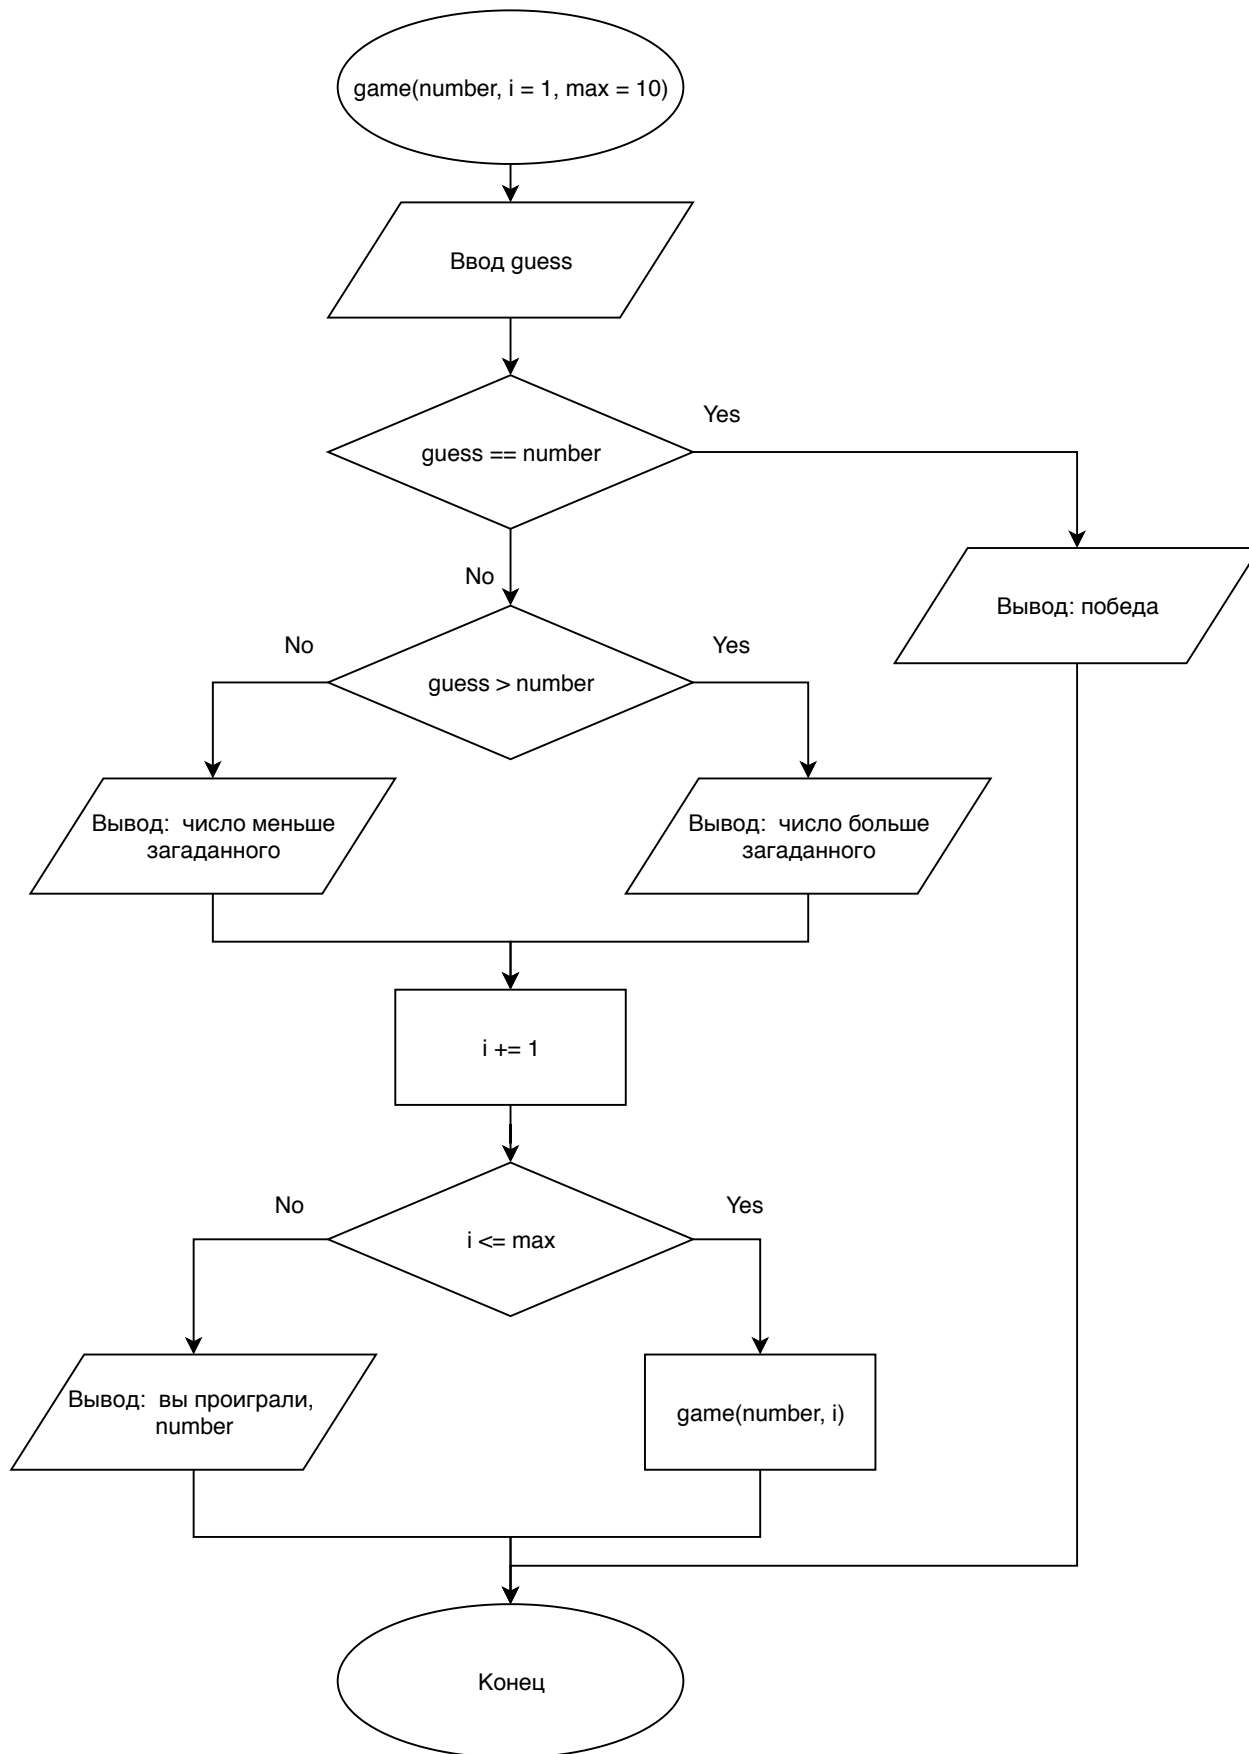 game(number, i = 1, max = 10)
Ввод guess
guess == number
Yes
No
Вывод: победа
guess > number
No
Yes
Вывод: число меньше
загаданного
Вывод: число больше
загаданного
i += 1
i <= max
No
Yes
Вывод: вы проиграли,
number
game(number, i)
Конец